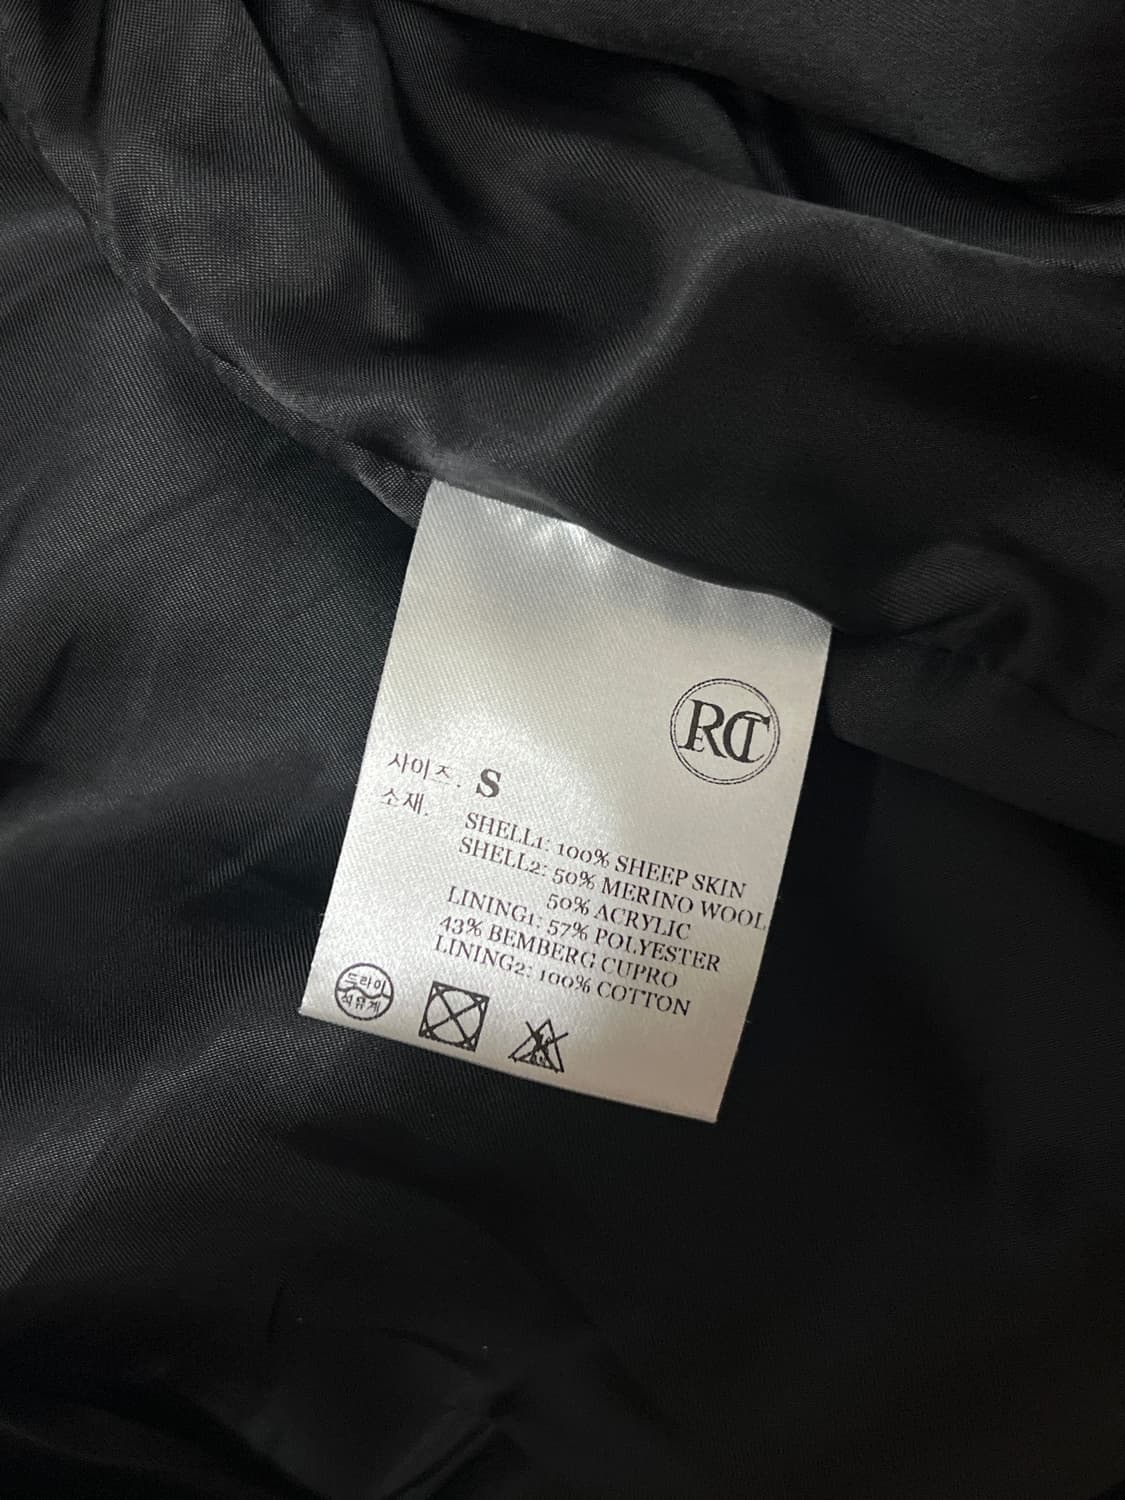 사이즈. S
소재.
SHELL1: 100% SHEEP SKIN
SHELL2: 50% MERINO WOOL
50% ACRYLIC
LINING1: 57% POLYESTER
43% BEMBERG CUPRO
LINING2: 100% COTTON
드라이
석유계